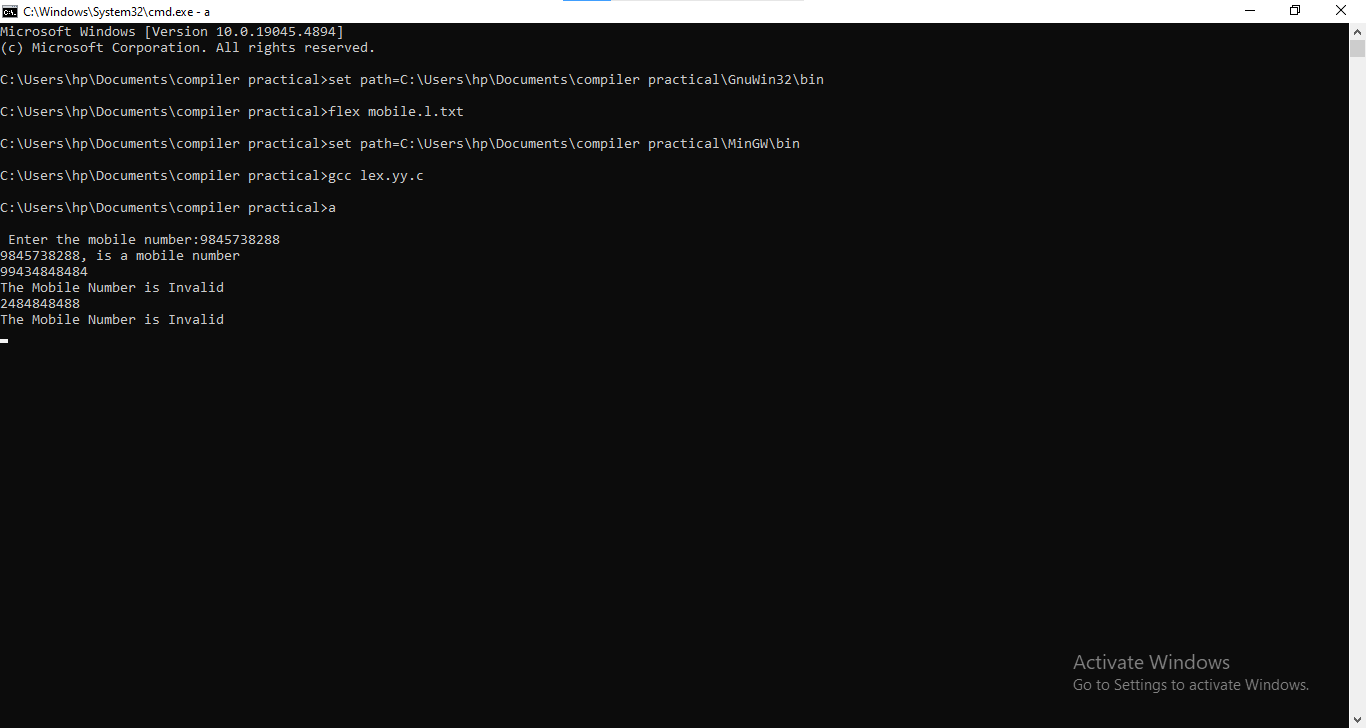 C:\Windows\System32\cmd.exe - a
Microsoft Windows [Version 10.0.19045.4894]
(c) Microsoft Corporation. All rights reserved.
C:\Users\hp\Documents\compiler practical>set path=C:\Users\hp\Documents\compiler practical\GnuWin32\bin
C:\Users\hp\Documents\compiler practical>flex mobile.l.txt
C:\Users\hp\Documents\compiler practical>set path=C:\Users\hp\Documents\compiler practical\MinGW\bin
C:\Users\hp\Documents\compiler practical>gcc lex.yy.c
C:\Users\hp\Documents\compiler practical>a
Enter the mobile number:9845738288
9845738288, is a mobile number
99434848484
The Mobile Number is Invalid
2484848488
The Mobile Number is Invalid
Activate Windows
Go to Settings to activate Windows.